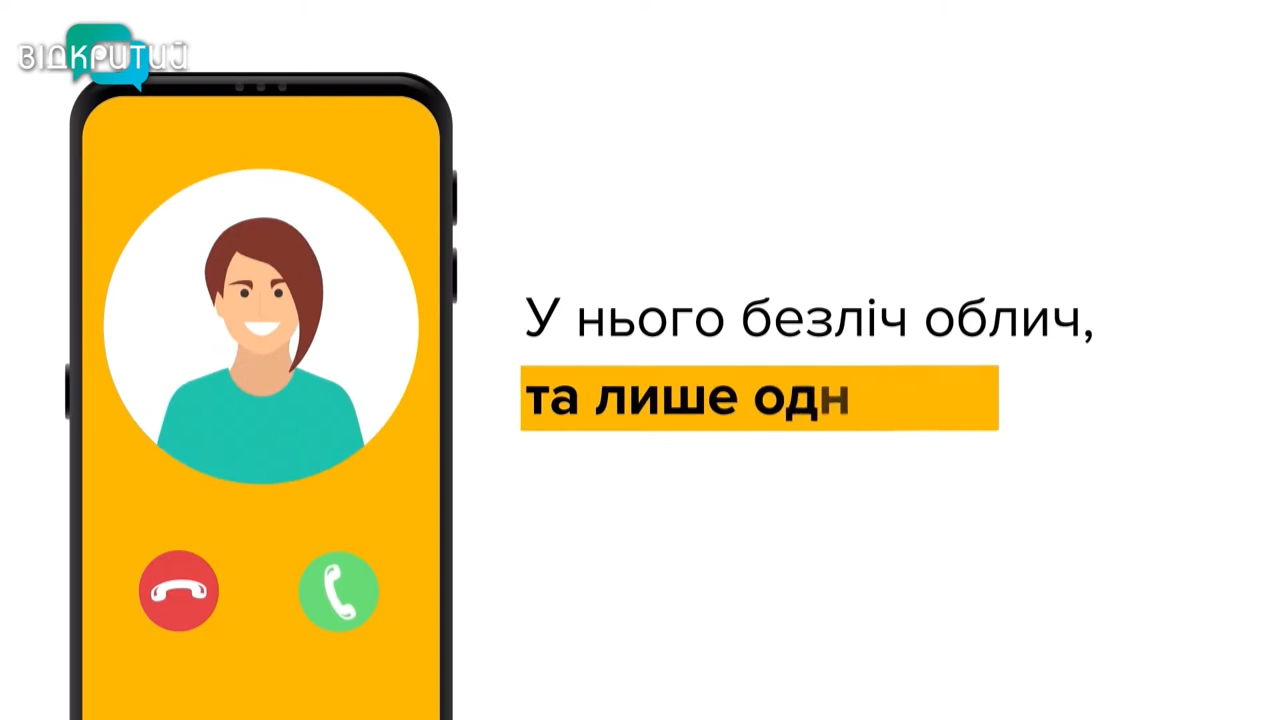 ВІДКРИТИЙ
У нього безліч облич,
та лише одн